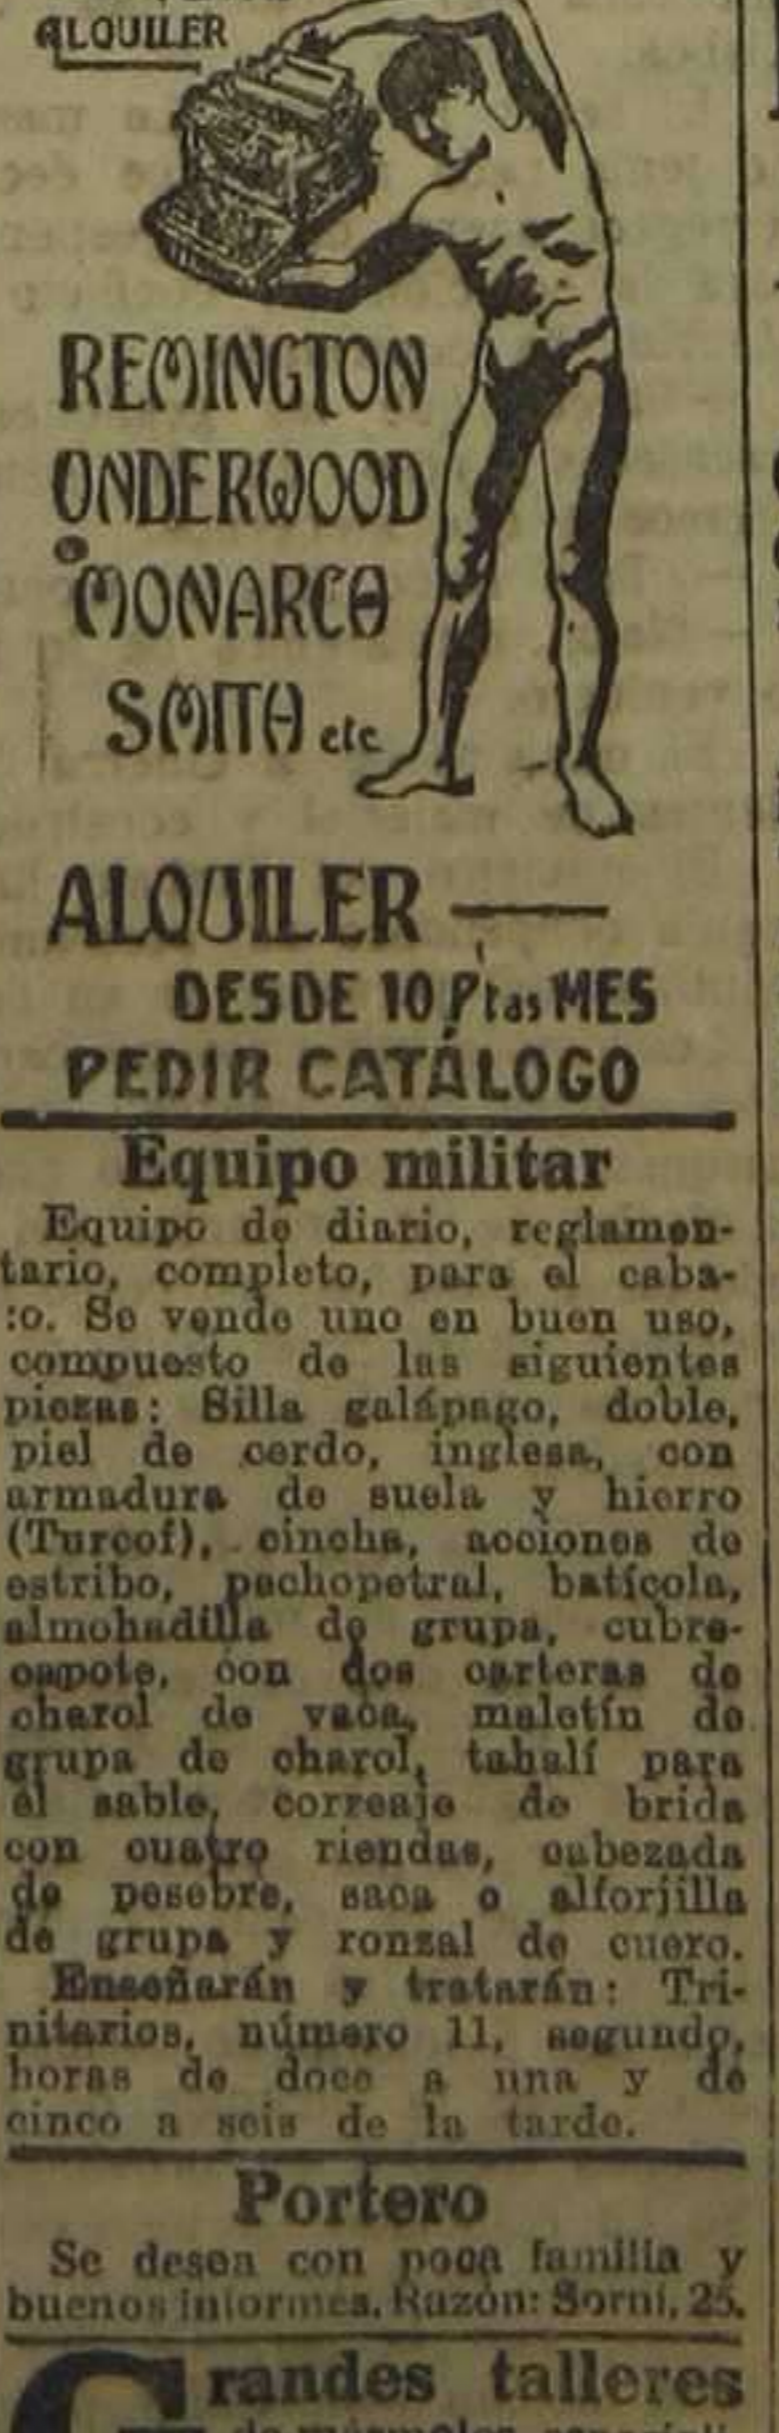 ALQUILER
REMINGTON
UNDERWOOD
MONARCH
SMITH etc
ALQUILER —
DESDE 10 Ptas MES
PEDIR CATÁLOGO
Equipo militar
Equipo de diario, reglamen-
tario, completo, para el caba-
:o. Se vende uno en buen uso,
compuesto de las siguientes
piezas: Silla galápago, doble,
piel de cerdo, inglesa, con
armadura de suela y hierro
(Turcof), cincha, acciones de
estribo, pechopetral, batícola,
almohadilla de grupa, cubre-
capote, con dos carteras de
charol de vaca, maletín de
grupa de charol, tahalí para
el sable, correaje de brida
con cuatro riendas, cabezada
de pesebre, saca o alforjilla
de grupa y ronzal de cuero.
Enseñarán y tratarán: Tri-
nitarios, número 11, segundo,
horas de doce a una y de
cinco a seis de la tarde.
Portero
Se desea con poca familia y
buenos informes. Razón: Sorní, 25.
Grandes talleres